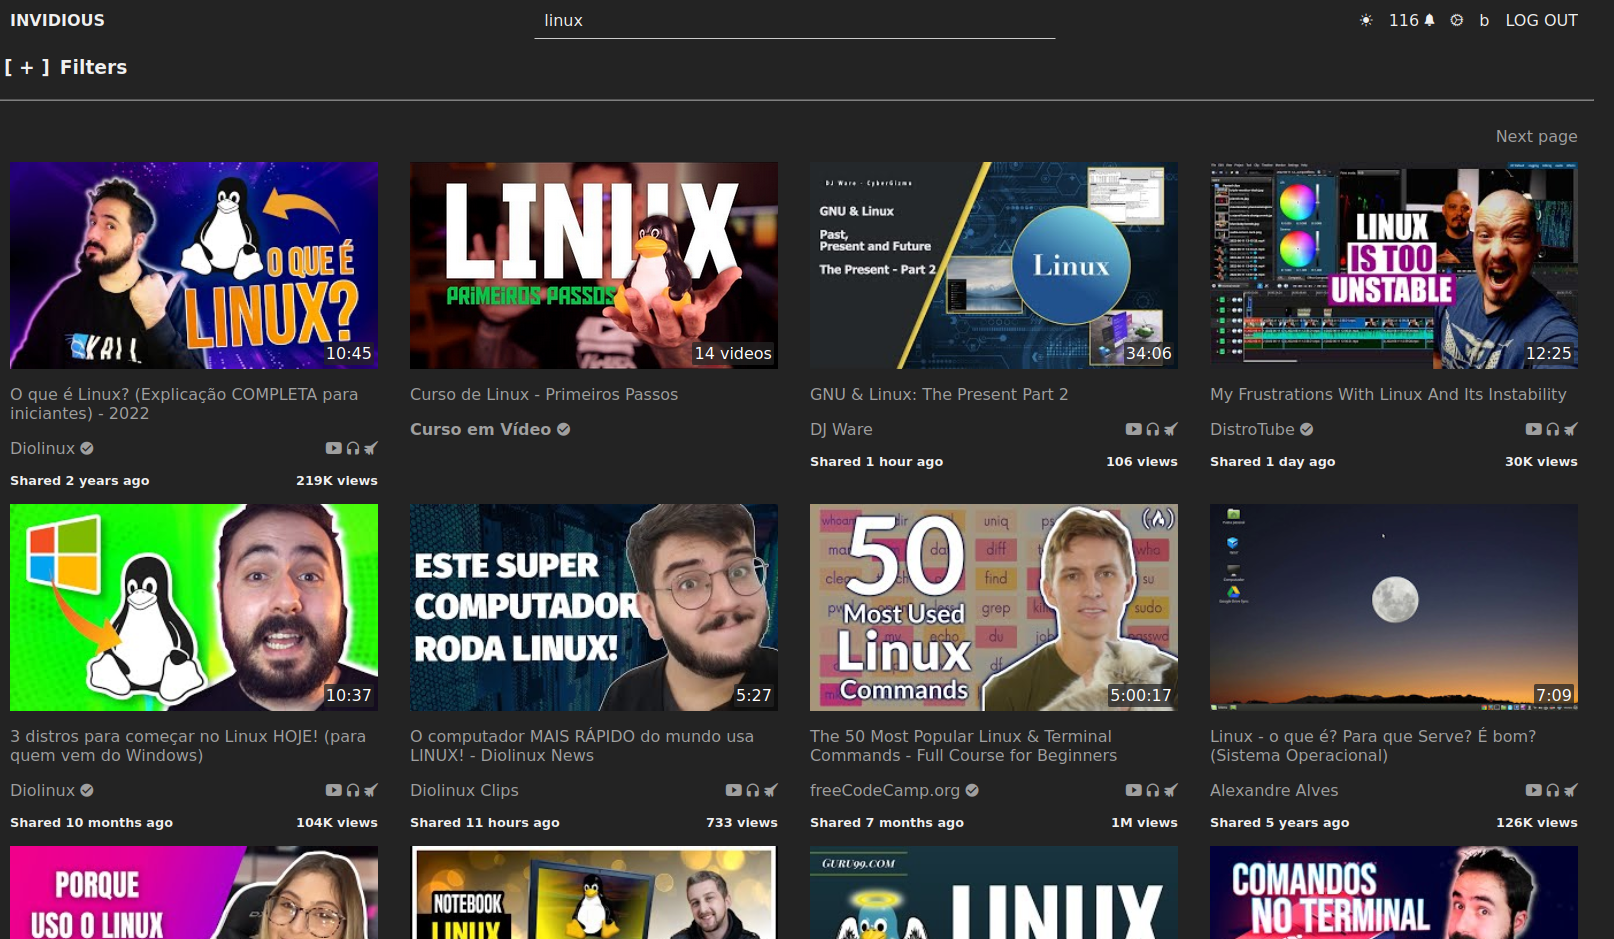 INVIDIOUS
linux
116
b
LOG OUT
[ + ] Filters
Next page
O QUE É
LINUX?
KALI
10:45
LINUX
PRIMEIROS PASSOS
14 videos
DJ Ware - CyberGizmo
GNU & Linux
Past,
Present and Future
The Present - Part 2
Linux
34:06
LINUX
IS TOO
UNSTABLE
12:25
O que é Linux? (Explicação COMPLETA para
iniciantes) - 2022
Diolinux
Shared 2 years ago
219K views
Curso de Linux - Primeiros Passos
Curso em Vídeo
GNU & Linux: The Present Part 2
DJ Ware
Shared 1 hour ago
106 views
My Frustrations With Linux And Its Instability
DistroTube
Shared 1 day ago
30K views
10:37
ESTE SUPER
COMPUTADOR
RODA LINUX!
5:27
uniq
diff
find
grep
su
sudo
echo
du
df
50
Most Used
Linux
Commands
5:00:17
7:09
3 distros para começar no Linux HOJE! (para
quem vem do Windows)
Diolinux
Shared 10 months ago
104K views
O computador MAIS RÁPIDO do mundo usa
LINUX! - Diolinux News
Diolinux Clips
Shared 11 hours ago
733 views
The 50 Most Popular Linux & Terminal
Commands - Full Course for Beginners
freeCodeCamp.org
Shared 7 months ago
1M views
Linux - o que é? Para que Serve? É bom?
(Sistema Operacional)
Alexandre Alves
Shared 5 years ago
126K views
PORQUE
USO O LINUX
NOTEBOOK
LINUX
GURU99.COM
LINUX
COMANDOS
NO TERMINAL